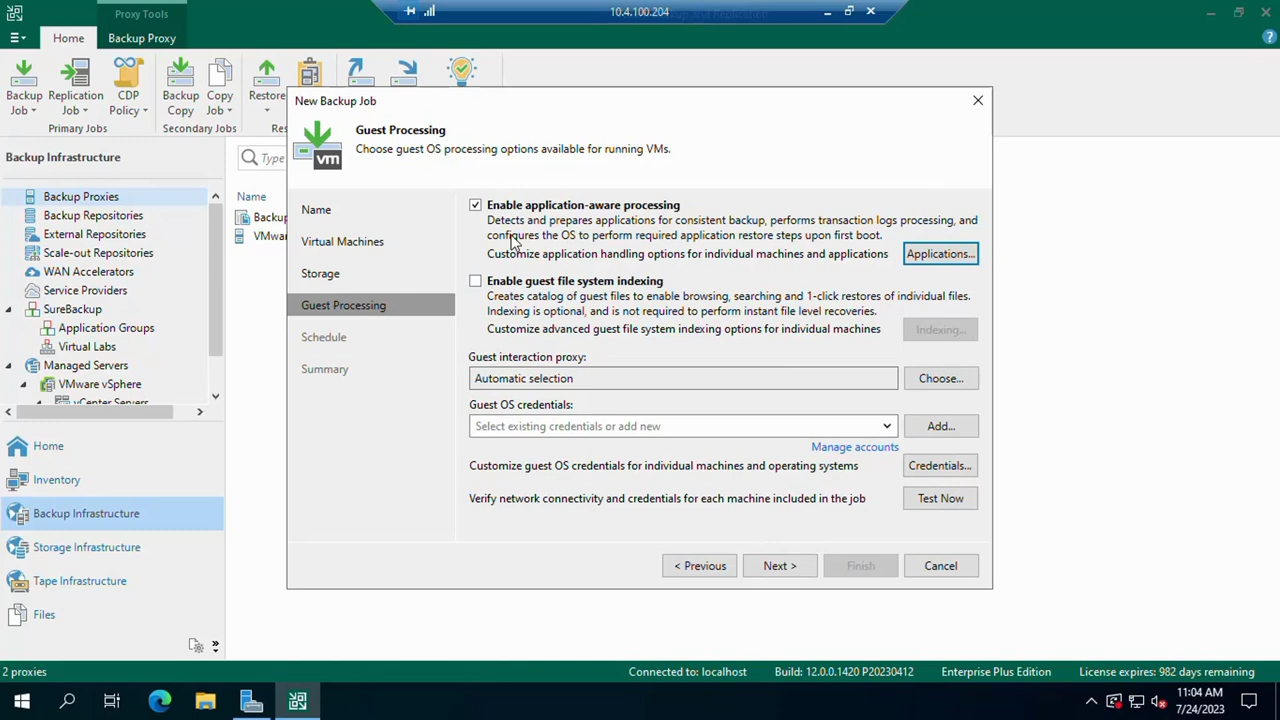 Proxy Tools
10.4.100.204
Home
Backup Proxy
Backup
Job
Replication
Job
CDP
Policy
Backup
Copy
Copy
Job
Restore
Primary Jobs
Secondary Jobs
Res
Backup Infrastructure
Type
Name
Backup Proxies
Backup Repositories
External Repositories
Scale-out Repositories
WAN Accelerators
Service Providers
SureBackup
Application Groups
Virtual Labs
Managed Servers
VMware vSphere
vCenter Servers
Backup
VMwar
Home
Inventory
Backup Infrastructure
Storage Infrastructure
Tape Infrastructure
Files
New Backup Job
vm
Guest Processing
Choose guest OS processing options available for running VMs.
Name
Virtual Machines
Storage
Guest Processing
Schedule
Summary
Enable application-aware processing
Detects and prepares applications for consistent backup, performs transaction logs processing, and
configures the OS to perform required application restore steps upon first boot.
Customize application handling options for individual machines and applications
Applications...
Enable guest file system indexing
Creates catalog of guest files to enable browsing, searching and 1-click restores of individual files.
Indexing is optional, and is not required to perform instant file level recoveries.
Customize advanced guest file system indexing options for individual machines
Indexing...
Guest interaction proxy:
Automatic selection
Choose...
Guest OS credentials:
Select existing credentials or add new
Add...
Manage accounts
Customize guest OS credentials for individual machines and operating systems
Credentials...
Verify network connectivity and credentials for each machine included in the job
Test Now
< Previous
Next >
Finish
Cancel
2 proxies
Connected to: localhost
Build: 12.0.0.1420 P20230412
Enterprise Plus Edition
License expires: 982 days remaining
11:04 AM
7/24/2023